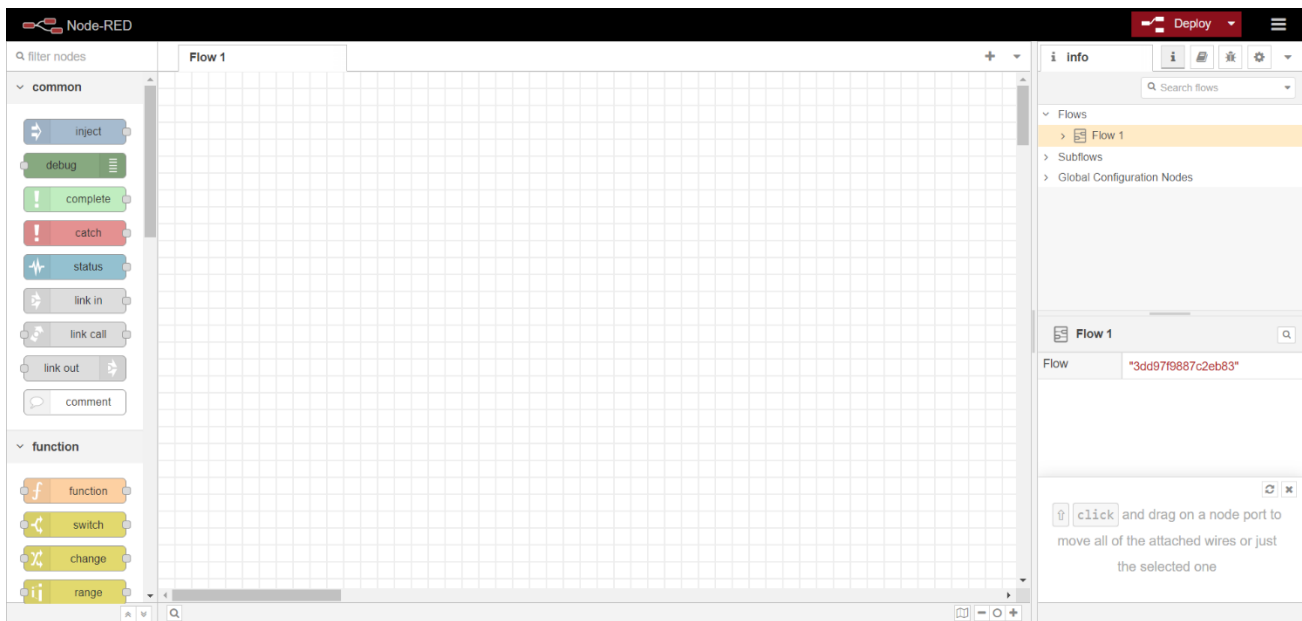 Node-RED
Deploy
filter nodes
Flow 1
info
i
common
Search flows
inject
debug
complete
catch
status
link in
link call
link out
comment
function
function
switch
change
range
Flows
Flow 1
Subflows
Global Configuration Nodes
Flow 1
Flow
"3dd97f9887c2eb83"
click and drag on a node port to
move all of the attached wires or just
the selected one